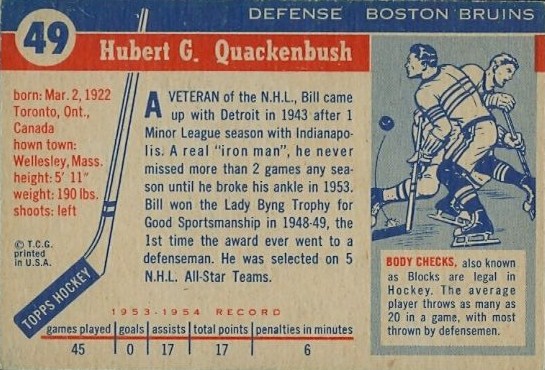 49
DEFENSE BOSTON BRUINS
Hubert G. Quackenbush
born: Mar. 2, 1922
Toronto, Ont.,
Canada
hown town:
Wellesley, Mass.
height: 5' 11"
weight: 190 lbs.
shoots: left
© T.C.G.
printed
in U.S.A.
TOPPS HOCKEY
A VETERAN of the N.H.L., Bill came
up with Detroit in 1943 after 1
Minor League season with Indianapo-
lis. A real "iron man", he never
missed more than 2 games any sea-
son until he broke his ankle in 1953.
Bill won the Lady Byng Trophy for
Good Sportsmanship in 1948-49, the
1st time the award ever went to a
defenseman. He was selected on 5
N.H.L. All-Star Teams.
BODY CHECKS, also known
as Blocks are legal in
Hockey. The average
player throws as many as
20 in a game, with most
thrown by defensemen.
1953-1954 RECORD
games played goals assists total points penalties in minutes
45 0 17 17 6